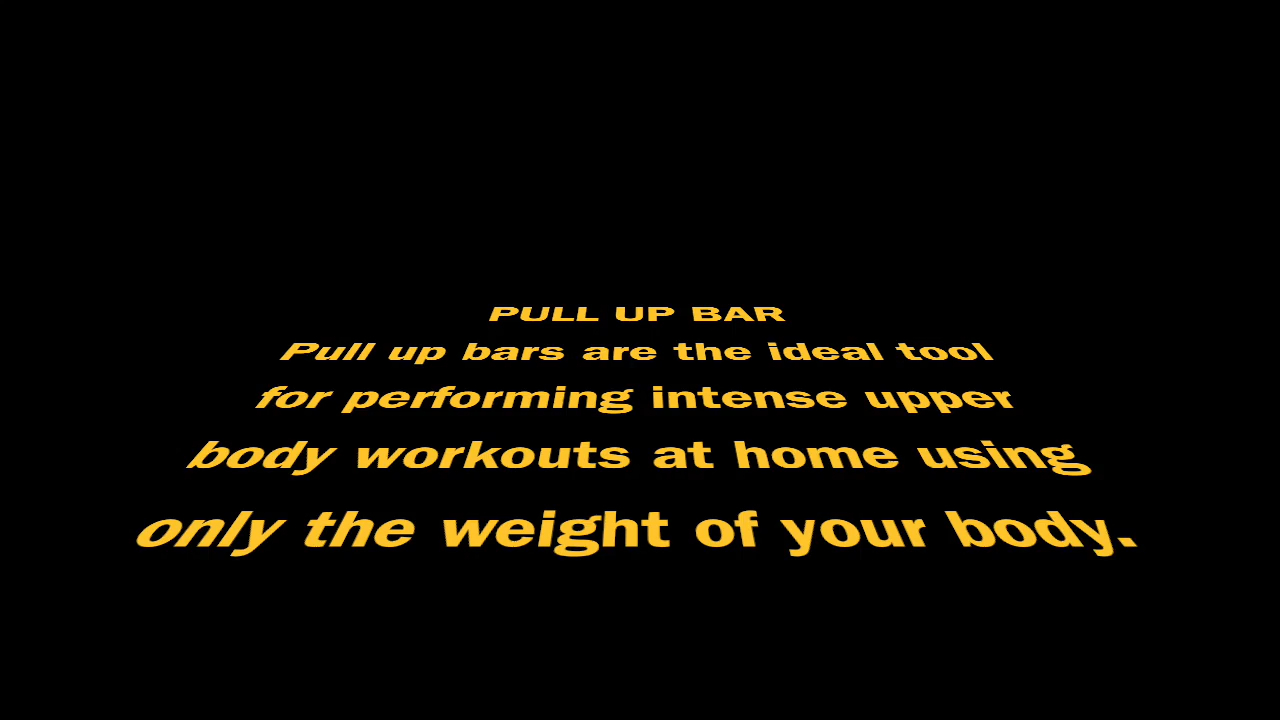 PULL UP BAR
Pull up bars are the ideal tool
for performing intense upper
body workouts at home using
only the weight of your body.